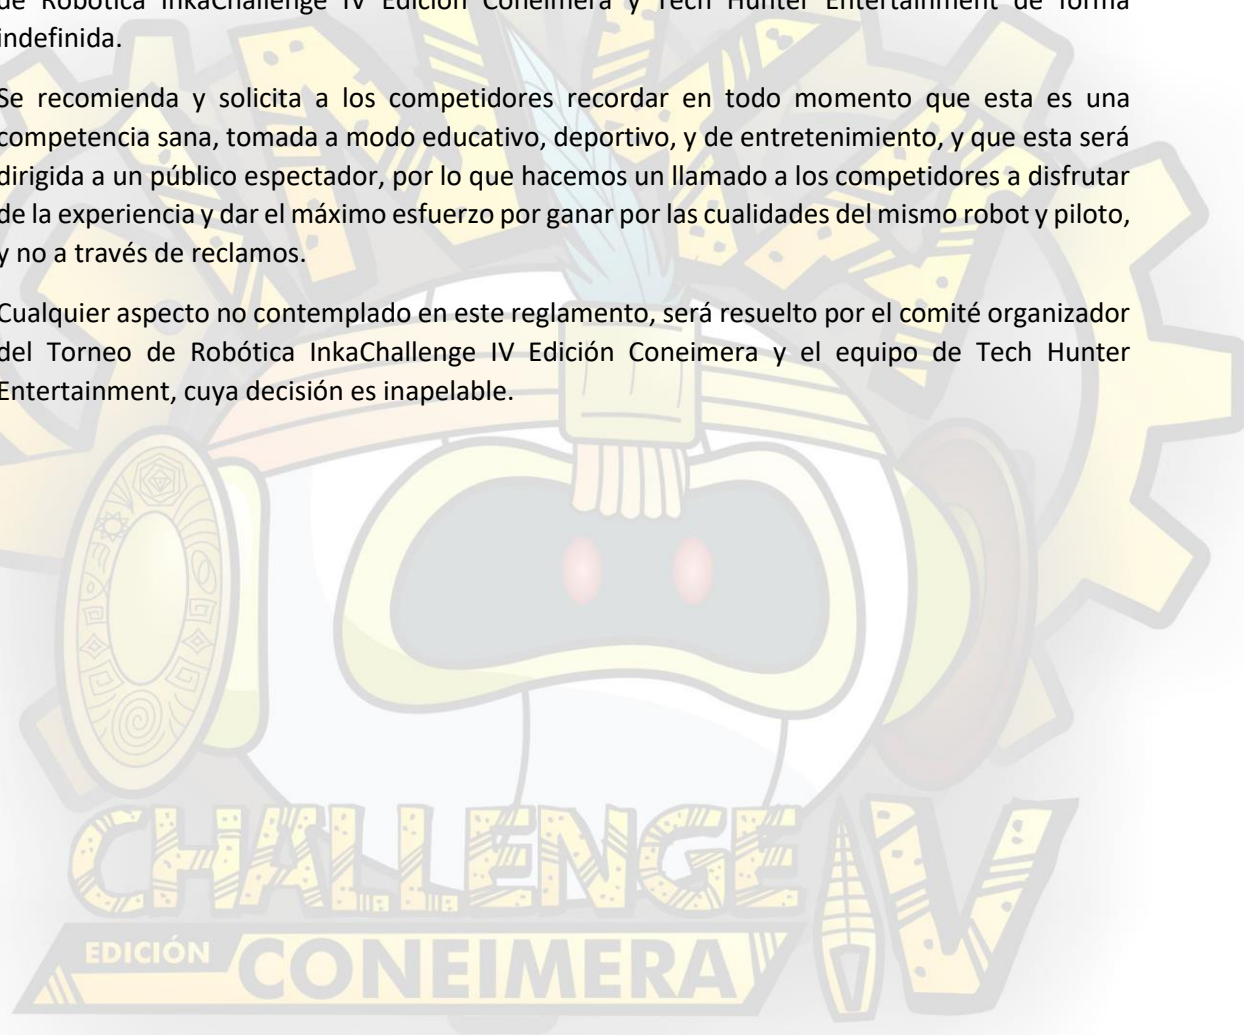 de Robótica InkaChallenge IV Edición Coneimera y Tech Hunter Entertainment de forma
indefinida.
Se recomienda y solicita a los competidores recordar en todo momento que esta es una
competencia sana, tomada a modo educativo, deportivo, y de entretenimiento, y que esta será
dirigida a un público espectador, por lo que hacemos un llamado a los competidores a disfrutar
de la experiencia y dar el máximo esfuerzo por ganar por las cualidades del mismo robot y piloto,
y no a través de reclamos.
Cualquier aspecto no contemplado en este reglamento, será resuelto por el comité organizador
del Torneo de Robótica InkaChallenge IV Edición Coneimera y el equipo de Tech Hunter
Entertainment, cuya decisión es inapelable.
CHALLENGE IV
EDICIÓN CONEIMERA